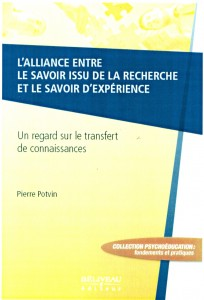 L'ALLIANCE ENTRE
LE SAVOIR ISSU DE LA RECHERCHE
ET LE SAVOIR D'EXPÉRIENCE
Un regard sur le transfert
de connaissances
Pierre Potvin
COLLECTION PSYCHOÉDUCATION :
fondements et pratiques
BÉLIVEAU
éditeur